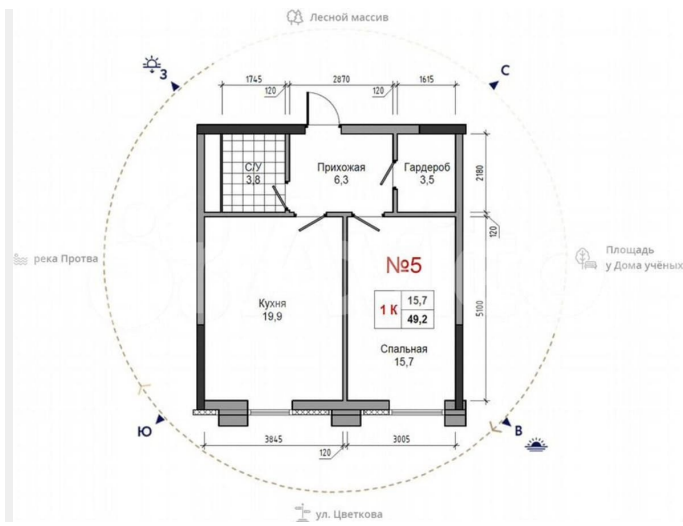 Лесной массив
З
С
1745
2870
1615
120
120
С/У
3,8
Прихожая
6,3
Гардероб
3,5
2180
120
река Протва
Площадь
у Дома учёных
№5
Кухня
19,9
1 К
15,7
49,2
5100
Спальная
15,7
Ю
В
3845
3005
120
ул. Цветкова